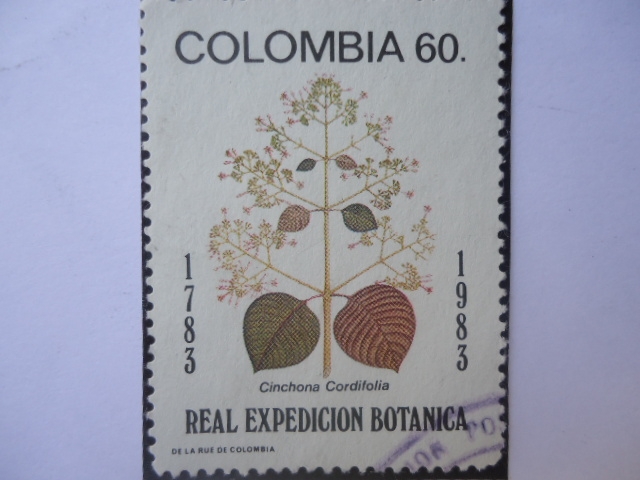 COLOMBIA 60.
1783
1983
Cinchona Cordifolia
REAL EXPEDICION BOTANICA
DE LA RUE DE COLOMBIA